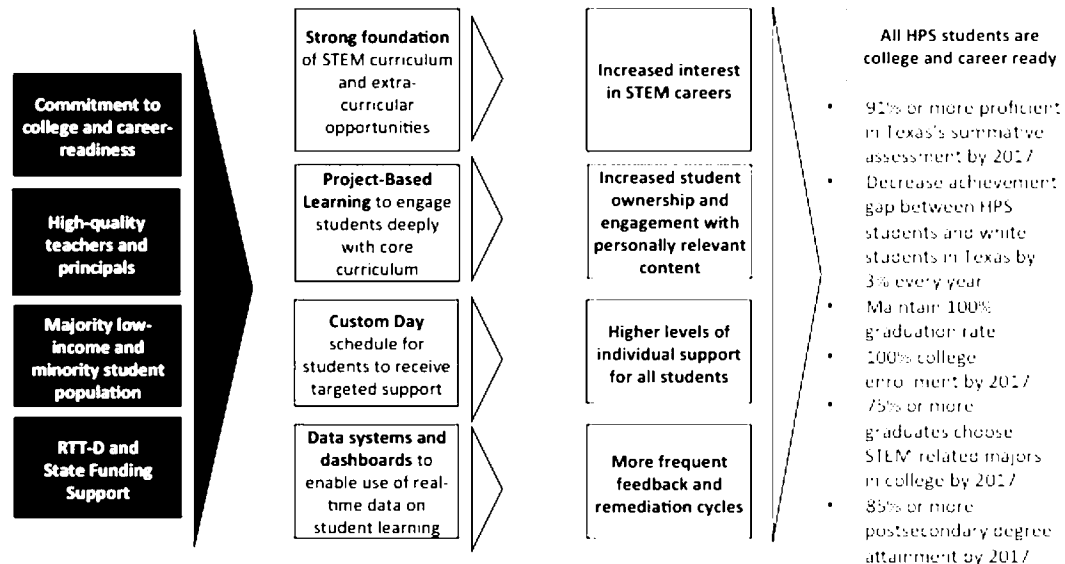 Commitment to
college and career-
readiness
High-quality
teachers and
principals
Majority low-
income and
minority student
population
RTT-D and
State Funding
Support
Strong foundation
of STEM curriculum
and extra-
curricular
opportunities
Project-Based
Learning to engage
students deeply
with core
curriculum
Custom Day
schedule for
students to receive
targeted support
Data systems and
dashboards to
enable use of real-
time data on
student learning
Increased interest
in STEM careers
Increased student
ownership and
engagement with
personally relevant
content
Higher levels of
individual support
for all students
More frequent
feedback and
remediation cycles
All HPS students are
college and career ready
• 91% or more proficient
in Texas's summative
assessment by 2017
• Decrease achievement
gap between HPS
students and white
students in Texas by
3% every year
• Maintain 100%
graduation rate
• 100% college
enrollment by 2017
• 75% or more
graduates choose
STEM related majors
in college by 2017
• 85% or more
postsecondary degree
attainment by 2017